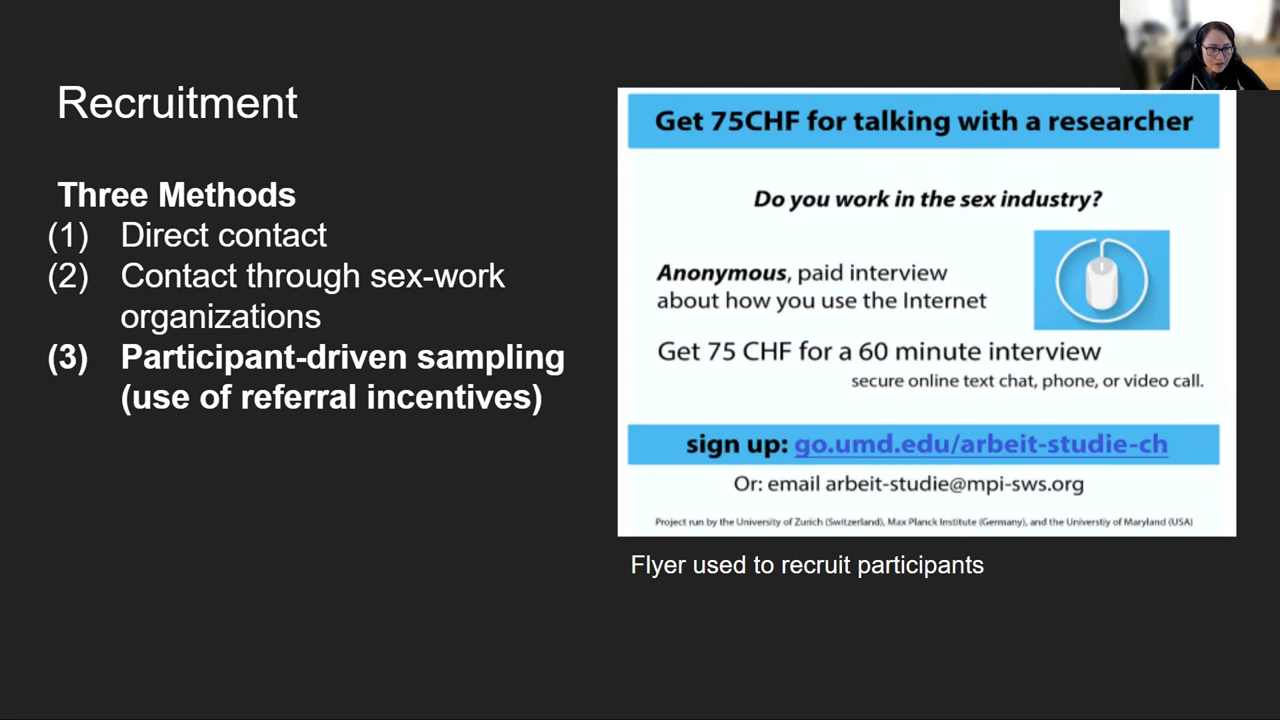 Recruitment
Three Methods
(1) Direct contact
(2) Contact through sex-work
organizations
(3) Participant-driven sampling
(use of referral incentives)
Get 75CHF for talking with a researcher
Do you work in the sex industry?
Anonymous, paid interview
about how you use the Internet
Get 75 CHF for a 60 minute interview
secure online text chat, phone, or video call.
sign up: go.umd.edu/arbeit-studie-ch
Or: email arbeit-studie@mpi-sws.org
Project run by the University of Zurich (Switzerland), Max Planck Institute (Germany), and the Universtiy of Maryland (USA)
Flyer used to recruit participants